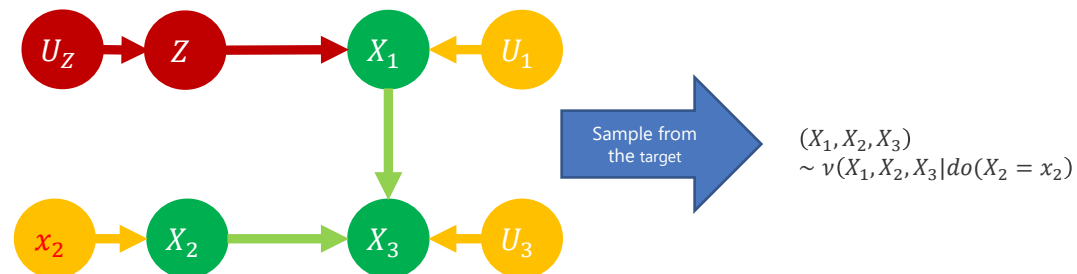 U_Z Z X_1 U_1
Sample from
the target
(X_1, X_2, X_3)
~ ν(X_1, X_2, X_3|do(X_2 = x_2)
x_2 X_2 X_3 U_3